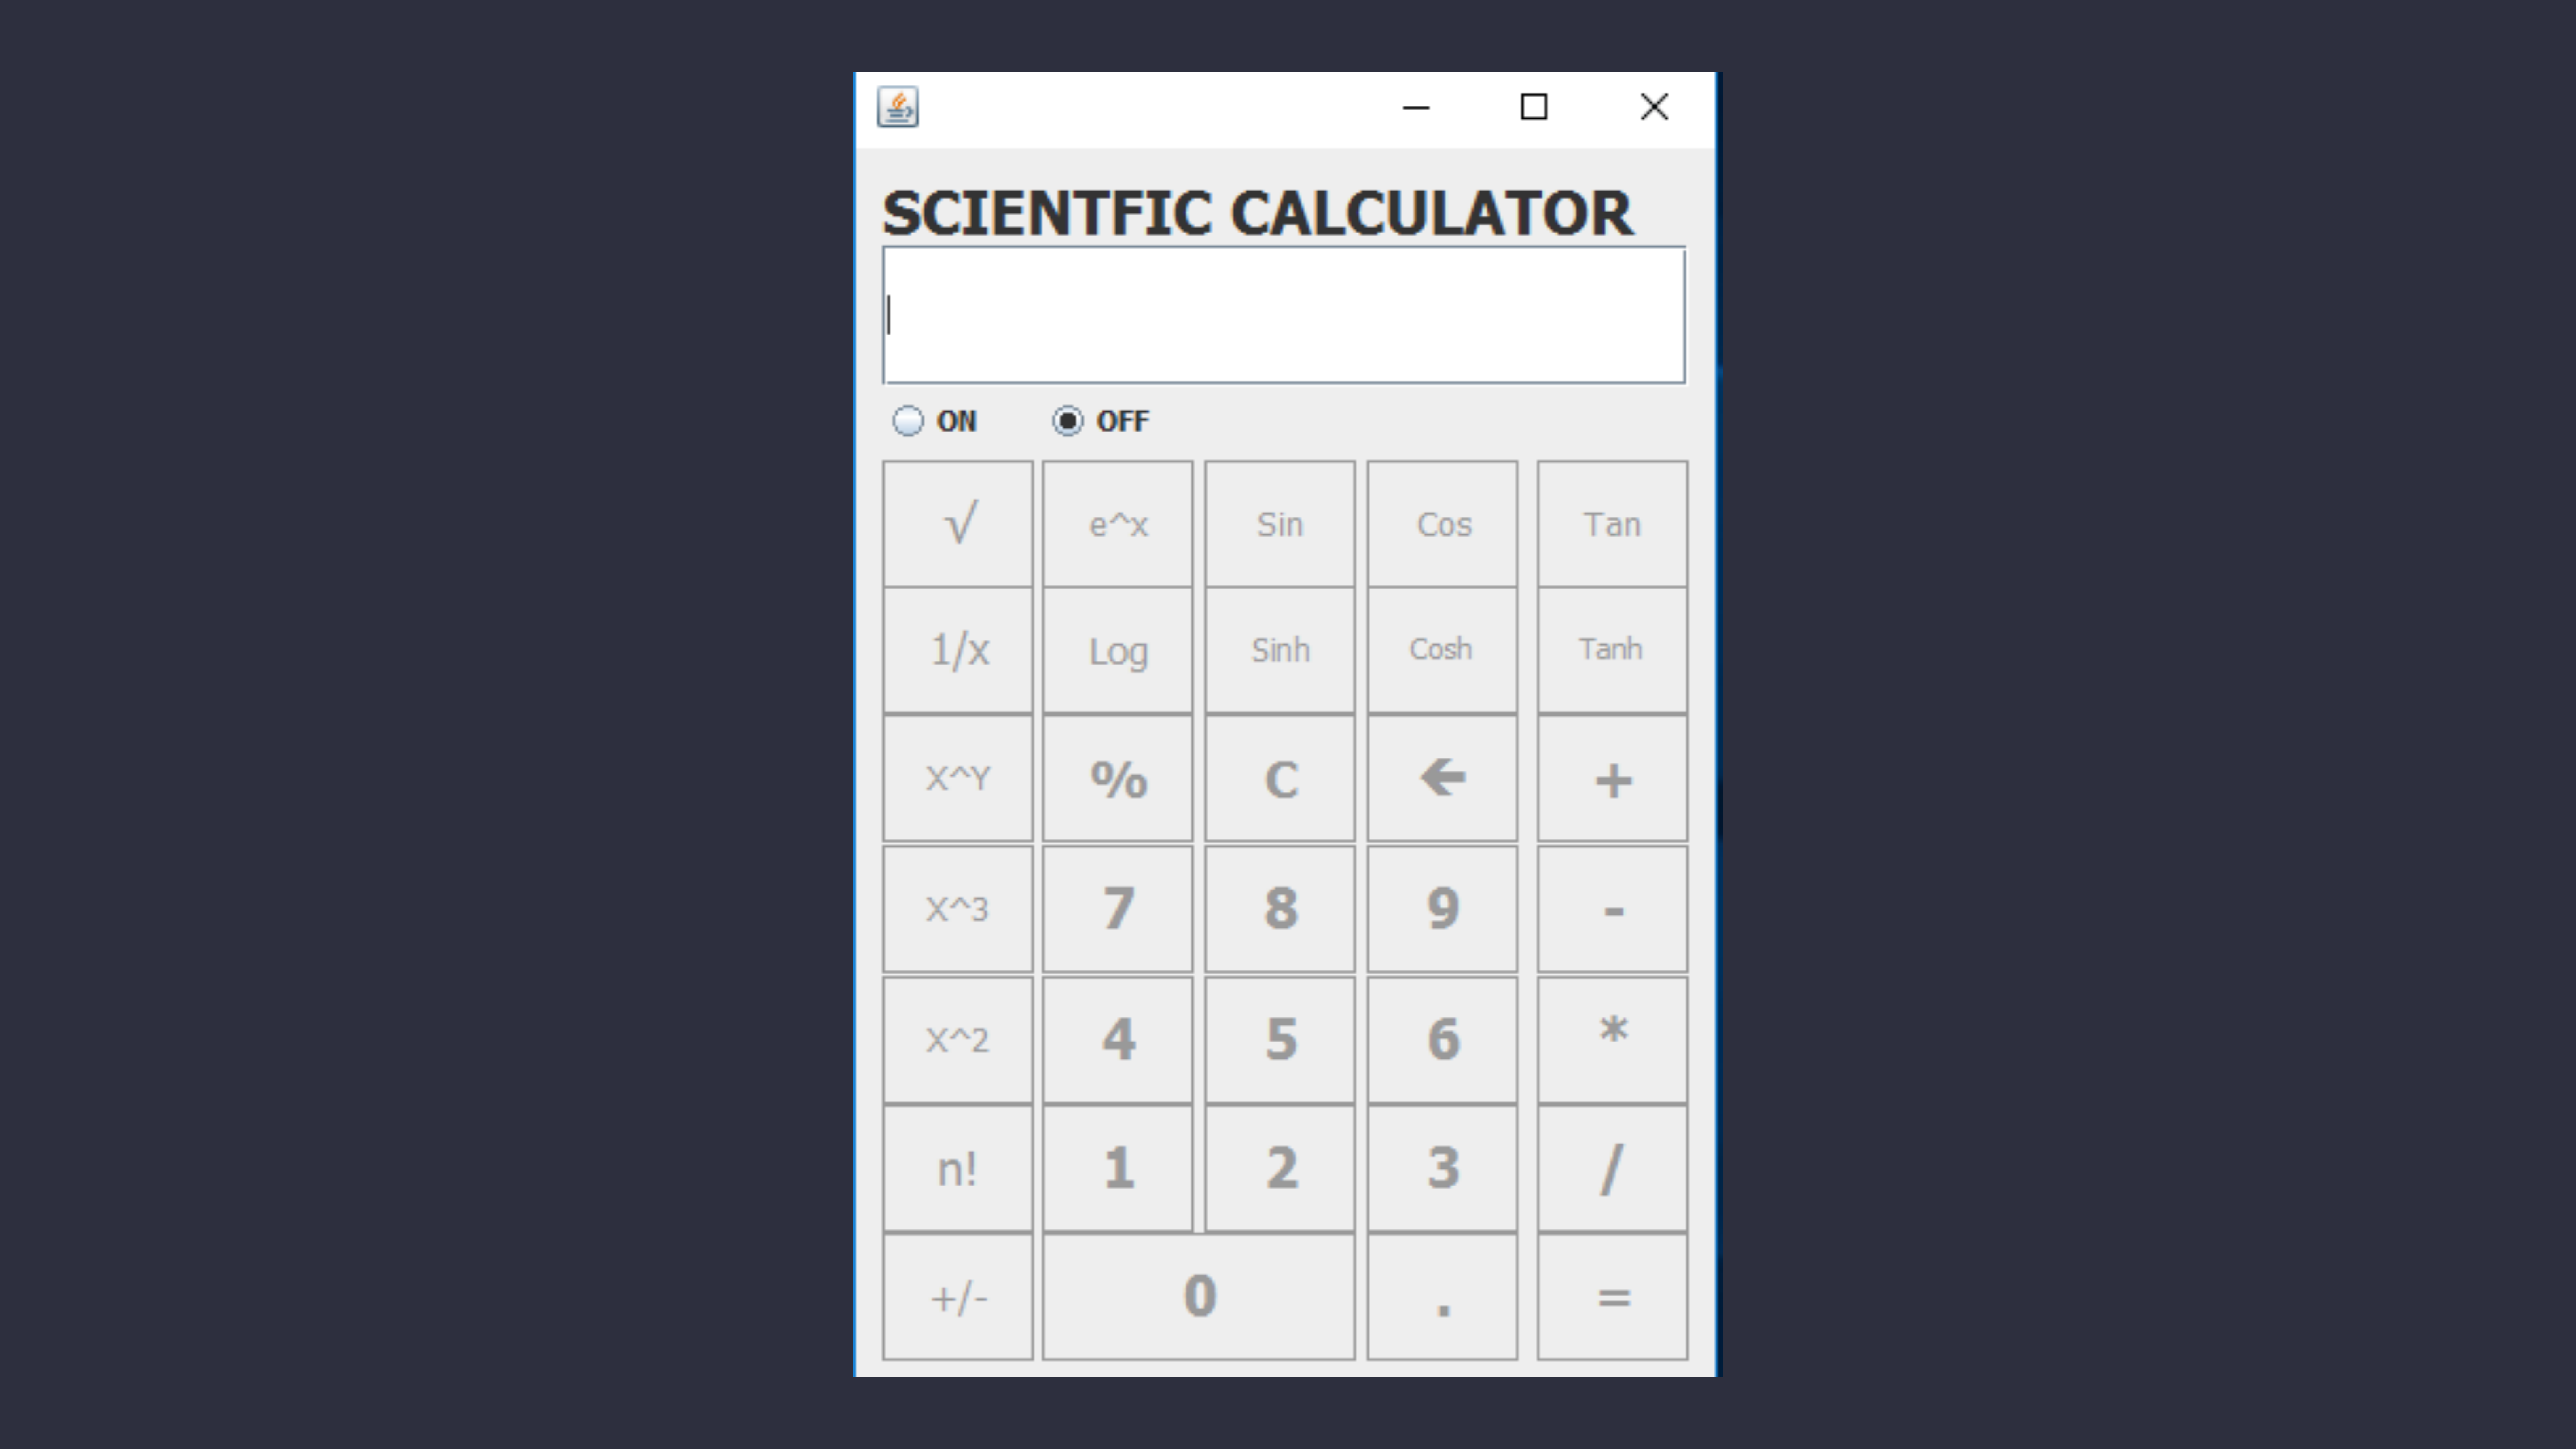 SCIENTFIC CALCULATOR
ON OFF
√ e^x Sin Cos Tan
1/x Log Sinh Cosh Tanh
X^Y % C ← +
X^3 7 8 9 -
X^2 4 5 6 *
n! 1 2 3 /
+/- 0 . =